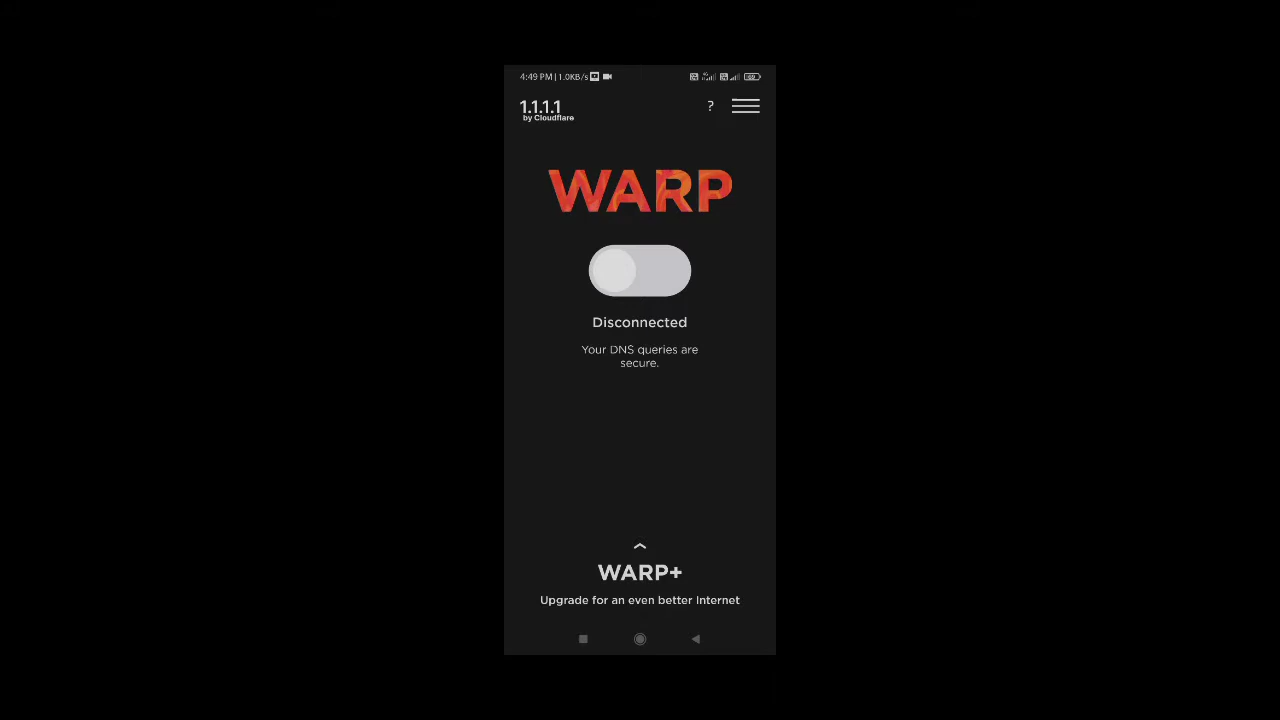 4:49 PM | 1.0KB/s
1.1.1.1 ?
by Cloudflare
WARP
Disconnected
Your DNS queries are
secure.
WARP+
Upgrade for an even better Internet